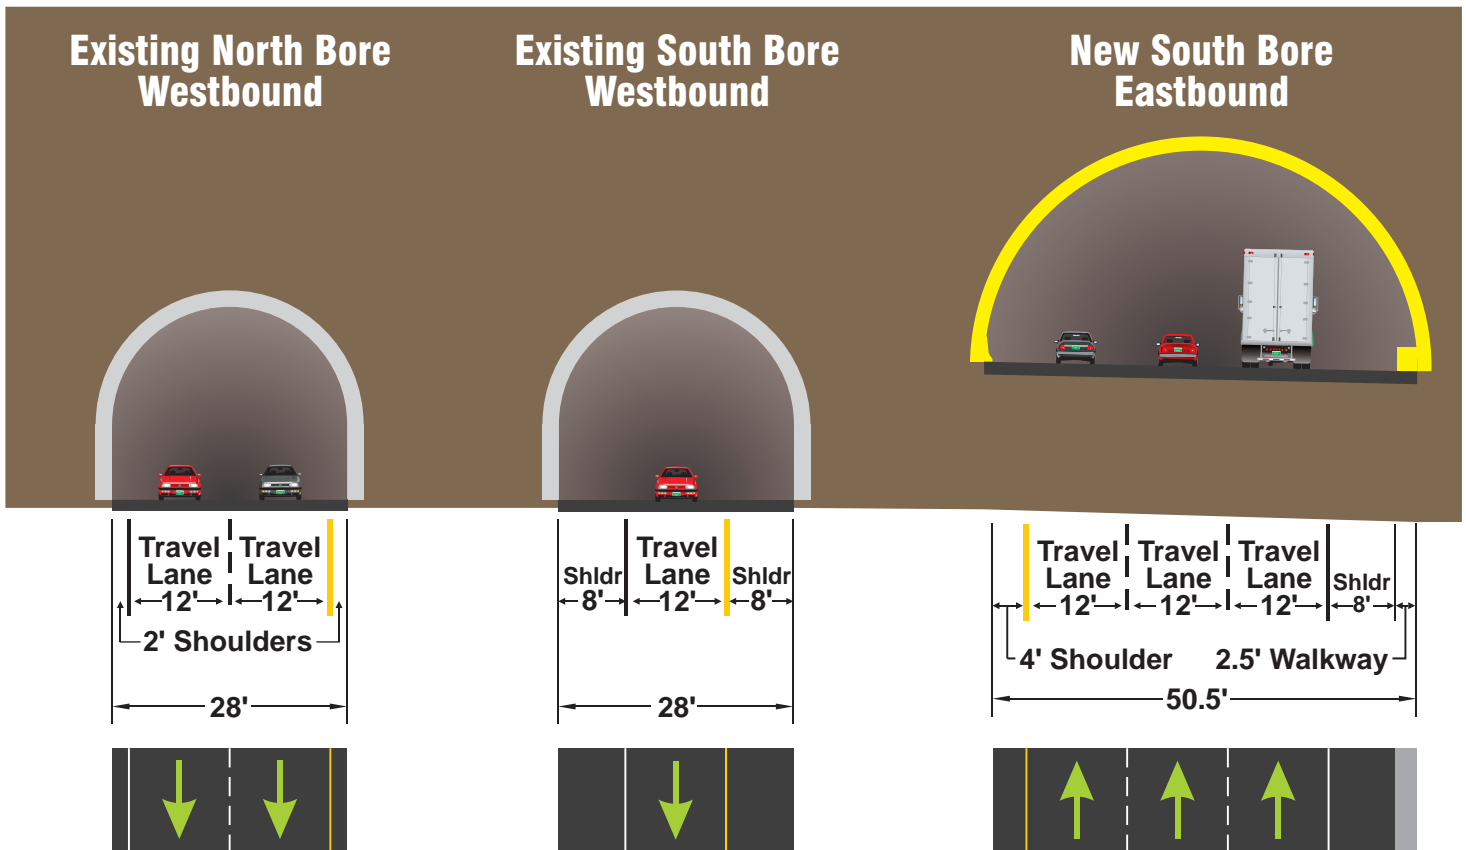 Existing North Bore
Westbound
Existing South Bore
Westbound
New South Bore
Eastbound
Travel
Lane
12'
Travel
Lane
12'
2' Shoulders
28'
Shldr
8'
Travel
Lane
12'
Shldr
8'
28'
Travel
Lane
12'
Travel
Lane
12'
Travel
Lane
12'
Shldr
8'
4' Shoulder
2.5' Walkway
50.5'